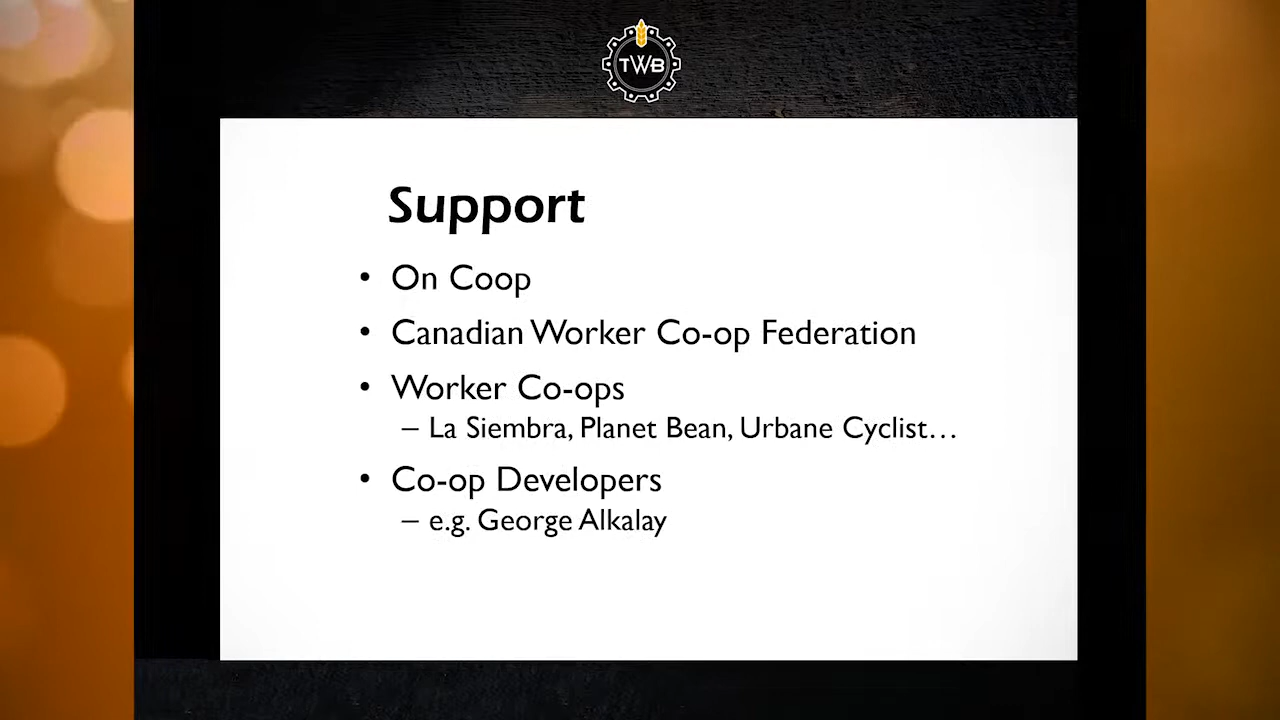 TWB
Support
• On Coop
• Canadian Worker Co-op Federation
• Worker Co-ops
– La Siembra, Planet Bean, Urbane Cyclist…
• Co-op Developers
– e.g. George Alkalay